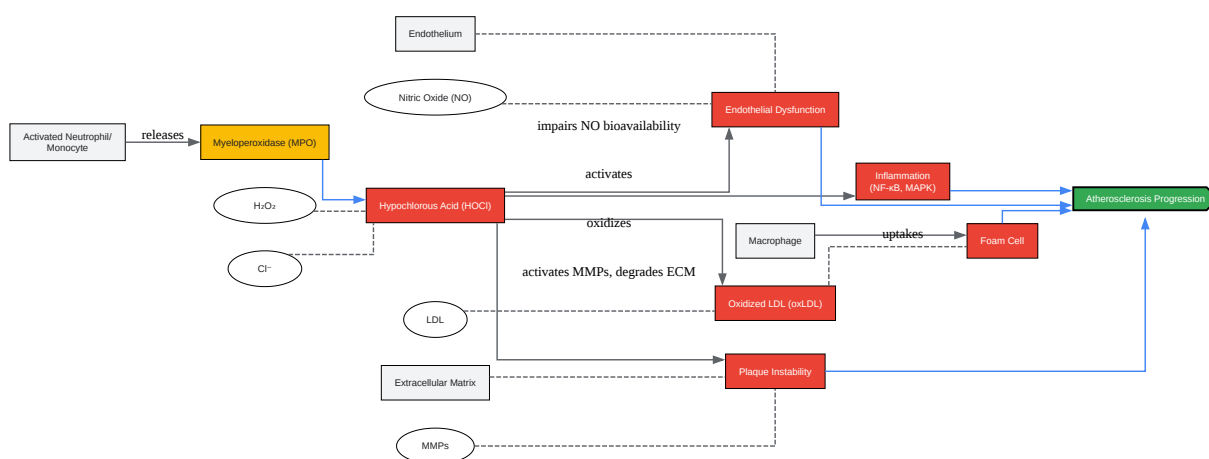 Endothelium
Nitric Oxide (NO)
Endothelial Dysfunction
impairs NO bioavailability
Activated Neutrophil/
Monocyte
releases
Myeloperoxidase (MPO)
activates
Inflammation
(NF-κB, MAPK)
H₂O₂
Hypochlorous Acid (HOCl)
Atherosclerosis Progression
oxidizes
Macrophage
uptakes
Foam Cell
Cl⁻
activates MMPs, degrades ECM
LDL
Oxidized LDL (oxLDL)
Plaque Instability
Extracellular Matrix
MMPs